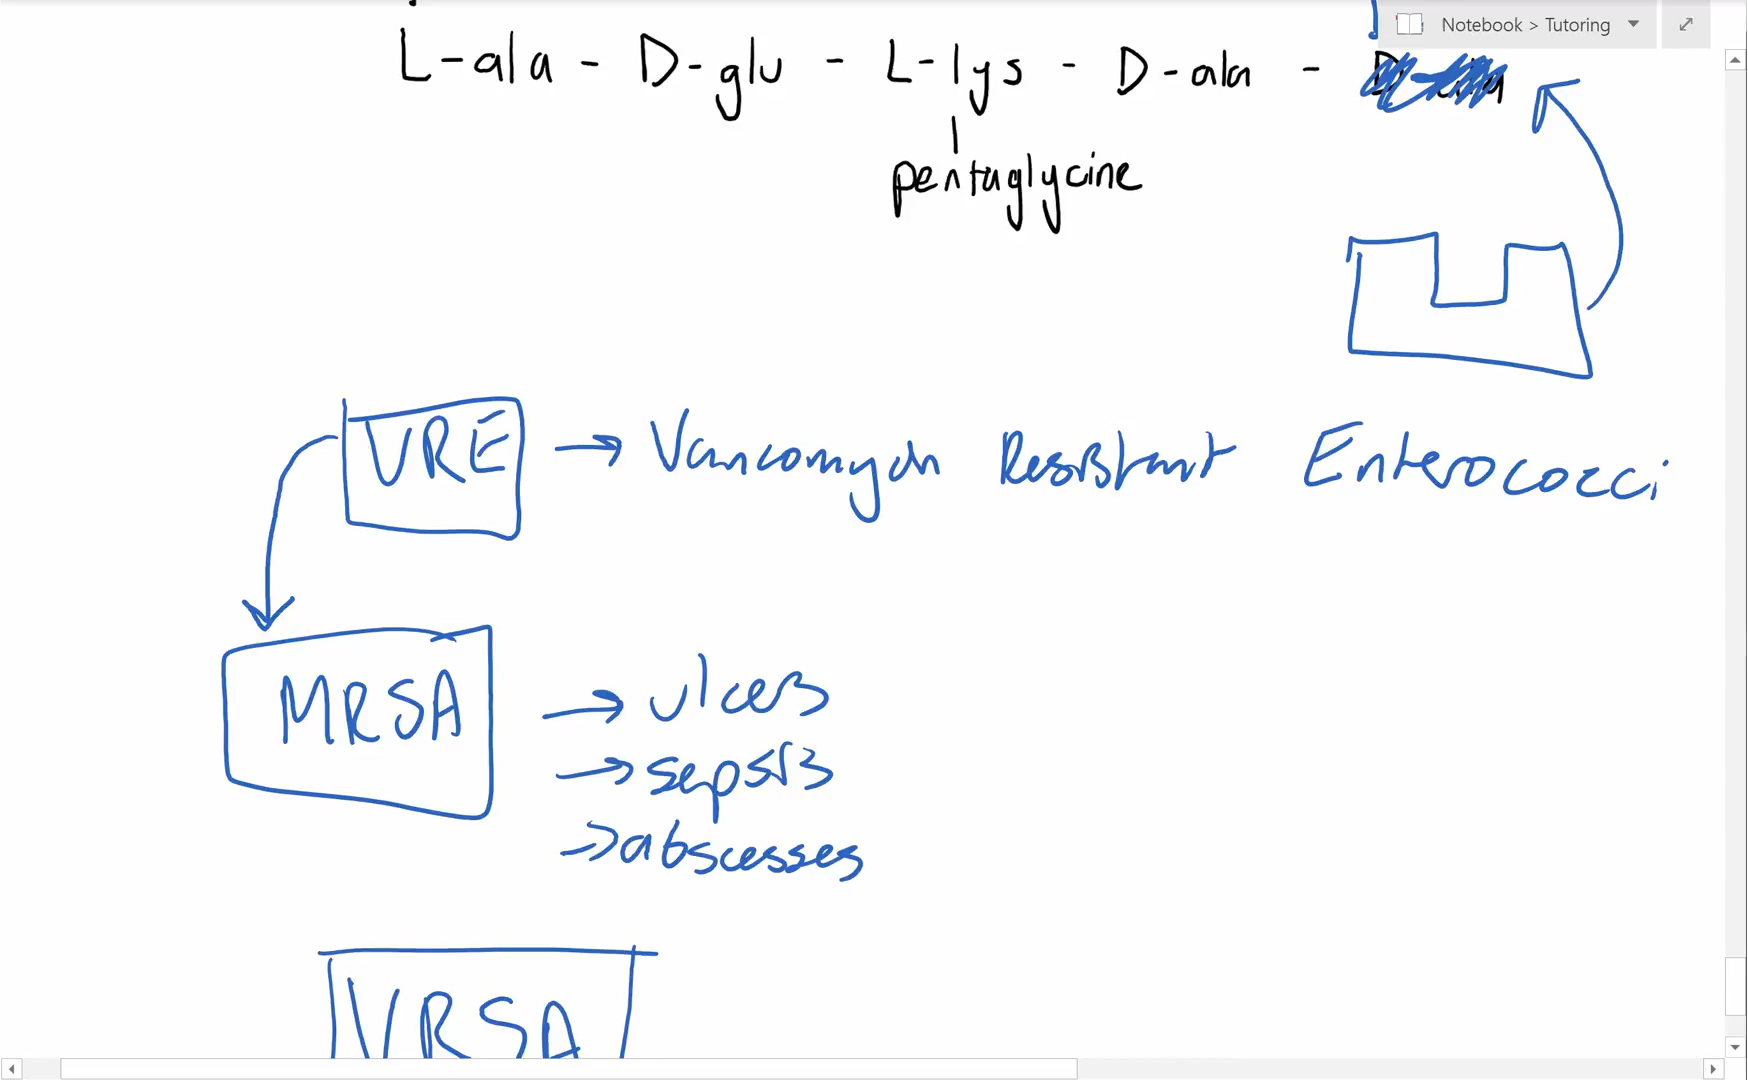 Notebook > Tutoring
L-ala - D-glu - L-lys - D-ala -
pentaglycine
VRE → Vancomycin Resistant Enterococci
MRSA → ulcers
→ sepsis
→ abscesses
VRSA